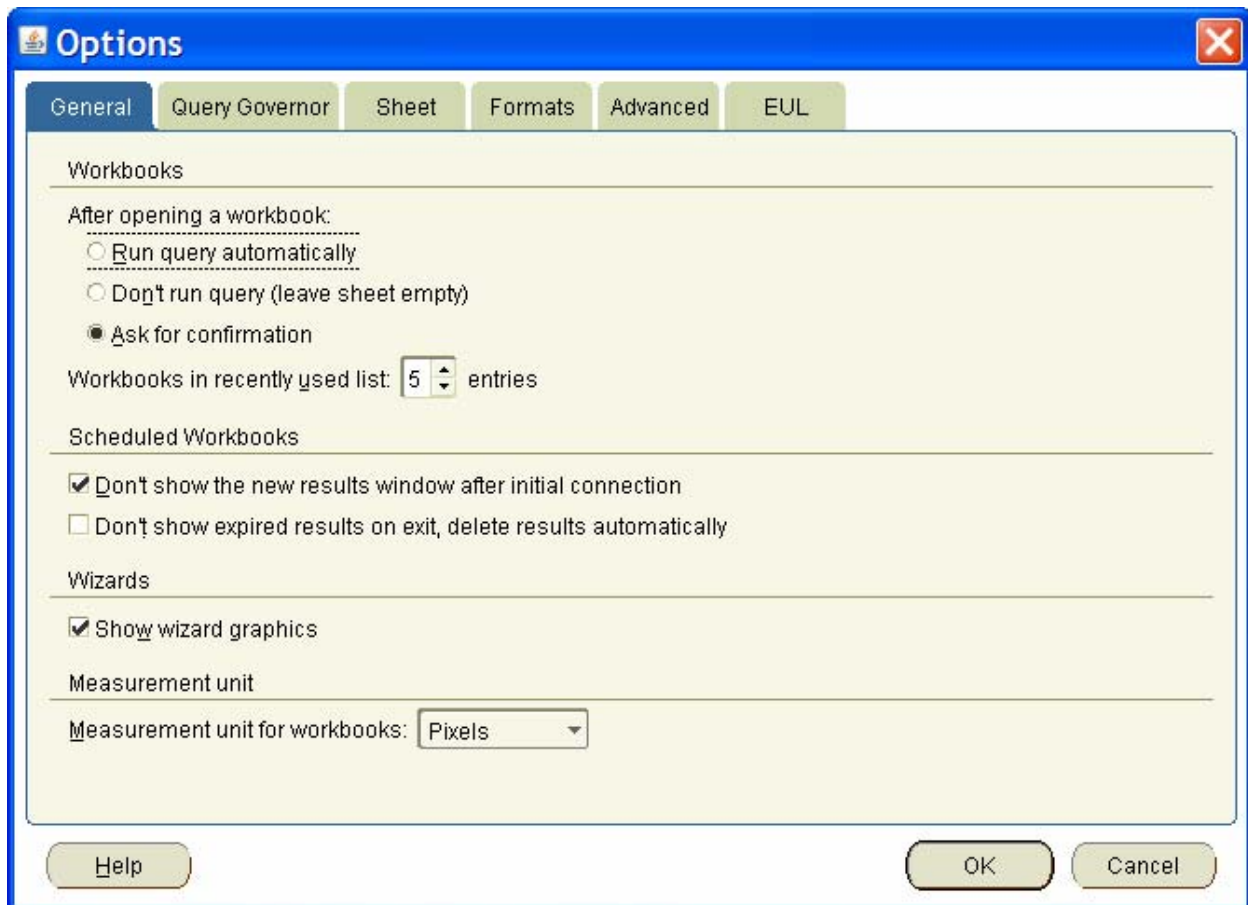 Options
General Query Governor Sheet Formats Advanced EUL
Workbooks
After opening a workbook:
Run query automatically
Don't run query (leave sheet empty)
Ask for confirmation
Workbooks in recently used list: 5 entries
Scheduled Workbooks
Don't show the new results window after initial connection
Don't show expired results on exit, delete results automatically
Wizards
Show wizard graphics
Measurement unit
Measurement unit for workbooks: Pixels
Help OK Cancel